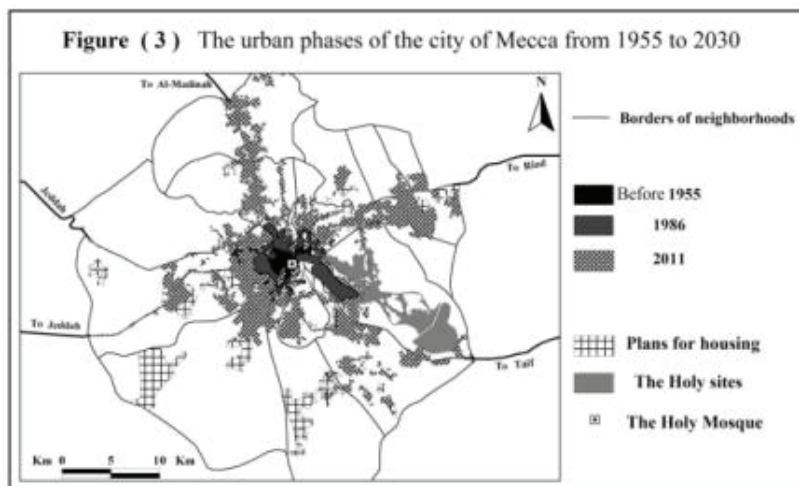 Figure ( 3 ) The urban phases of the city of Mecca from 1955 to 2030
To Al-Madinah
N
Borders of neighborhoods
To Riad
Jeddah
Before 1955
1986
2011
To Jeddah
Plans for housing
To Taif
The Holy sites
The Holy Mosque
Km 0 5 10 Km